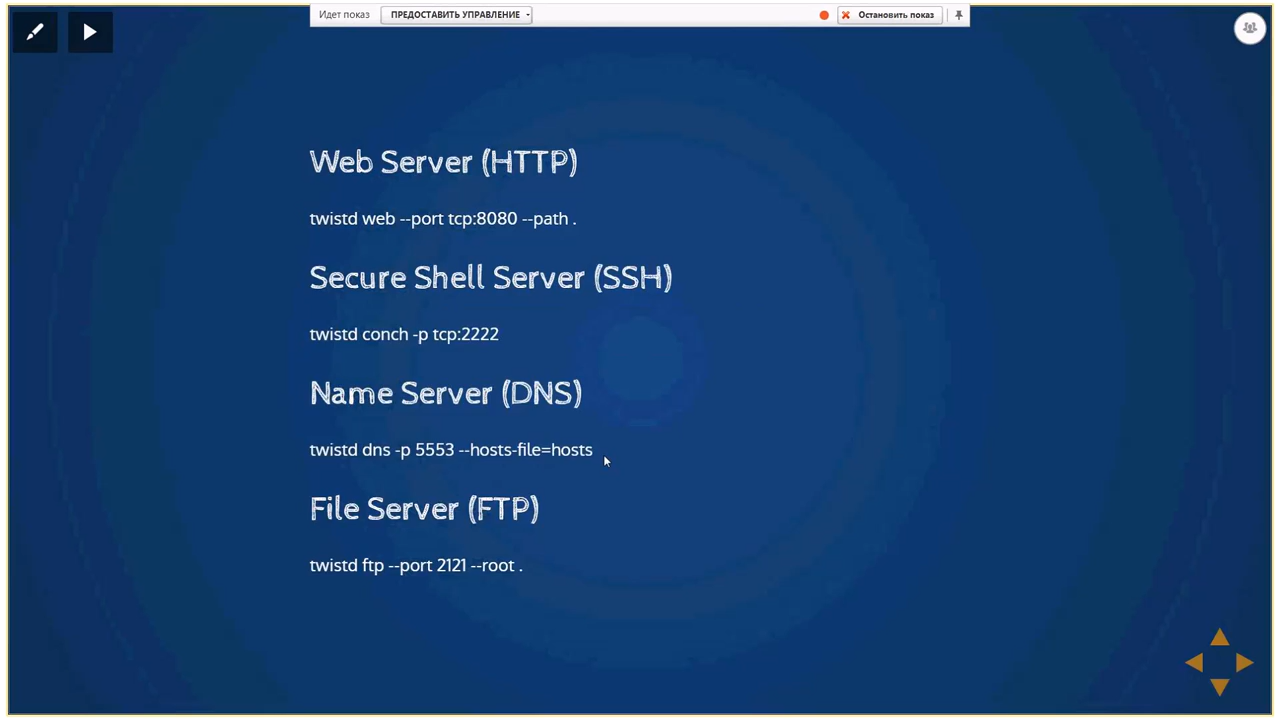 Идет показ
ПРЕДОСТАВИТЬ УПРАВЛЕНИЕ
Остановить показ
Web Server (HTTP)
twistd web --port tcp:8080 --path .
Secure Shell Server (SSH)
twistd conch -p tcp:2222
Name Server (DNS)
twistd dns -p 5553 --hosts-file=hosts
File Server (FTP)
twistd ftp --port 2121 --root .